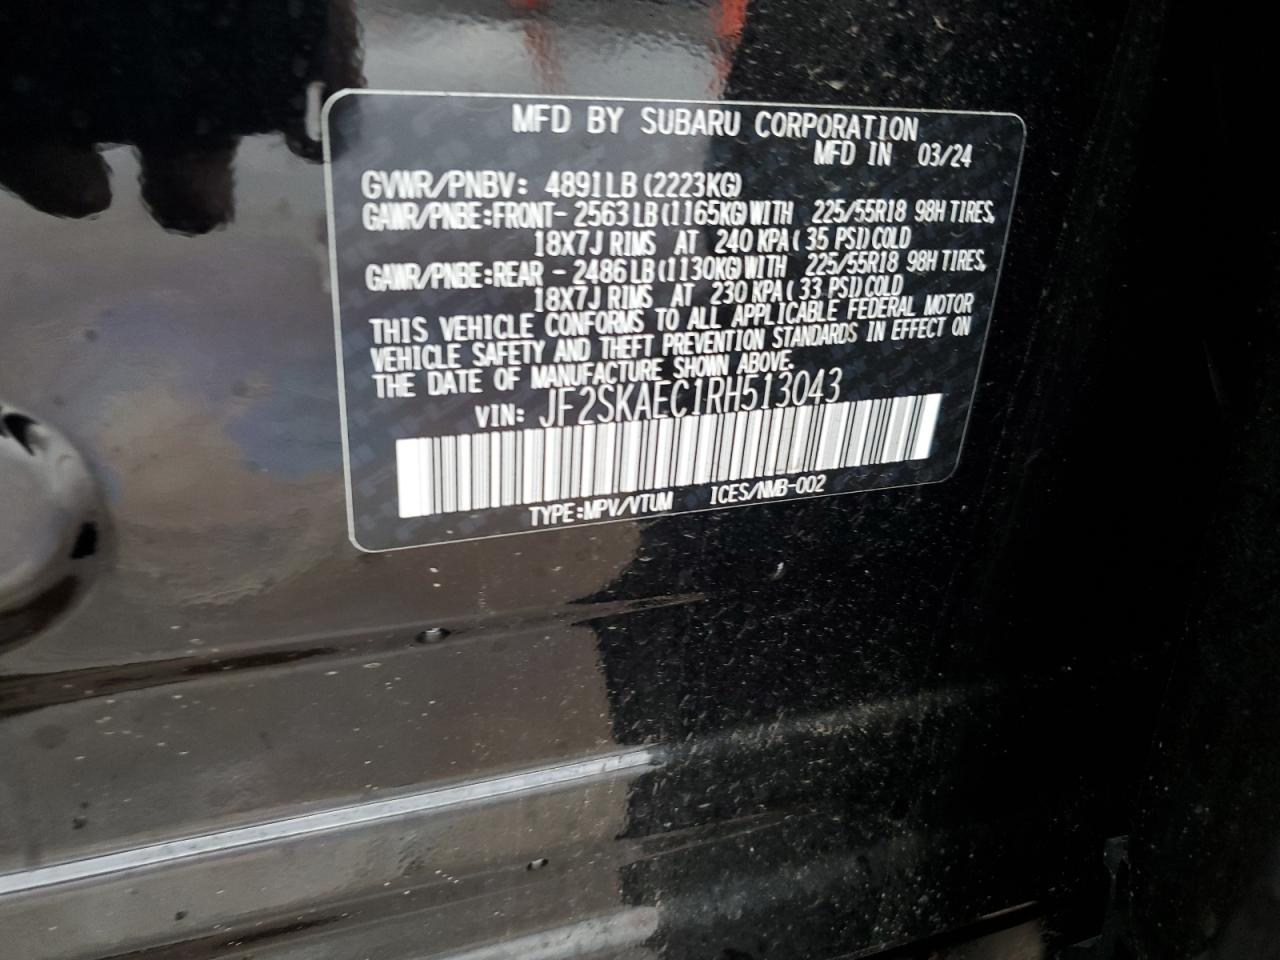 MFD BY SUBARU CORPORATION
MFD IN 03/24
GVWR/PNBV: 4891LB(2223KG)
GAWR/PNBE:FRONT- 2563LB(1165KG)WITH 225/55R18 98H TIRES,
18X7J RIMS AT 240 KPA( 35 PSI)COLD
GAWR/PNBE:REAR - 2486LB(1130KG)WITH 225/55R18 98H TIRES,
18X7J RIMS AT 230 KPA( 33 PSI)COLD
THIS VEHICLE CONFORMS TO ALL APPLICABLE FEDERAL MOTOR
VEHICLE SAFETY AND THEFT PREVENTION STANDARDS IN EFFECT ON
THE DATE OF MANUFACTURE SHOWN ABOVE.
VIN: JF2SKAEC1RH513043
TYPE:MPV/VTUM ICES/NMB-002